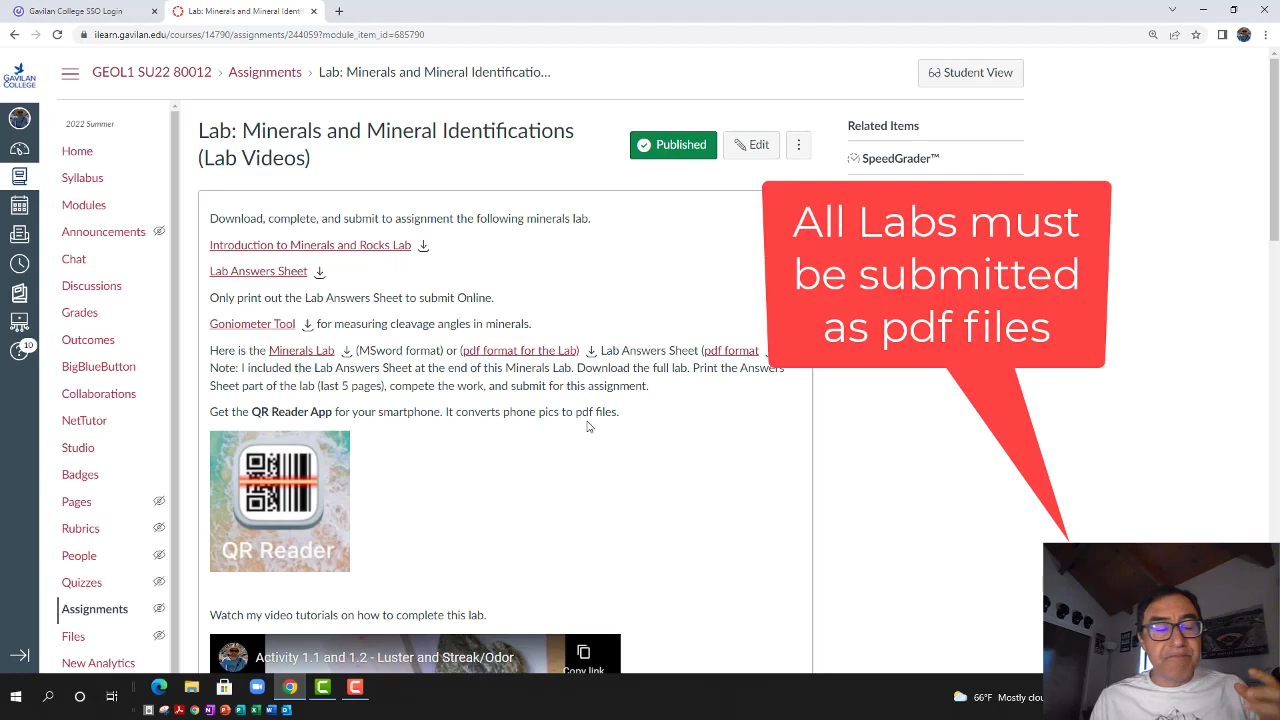 Gavilan College SSO Login
Lab: Minerals and Mineral Identifi
ilearn.gavilan.edu/courses/14790/assignments/244059?module_item_id=685790
GAVILAN
COLLEGE
GEOL1 SU22 80012
Assignments
Lab: Minerals and Mineral Identificatio...
Student View
2022 Summer
Home
Syllabus
Modules
Announcements
Chat
Discussions
Grades
Outcomes
BigBlueButton
Collaborations
NetTutor
Studio
Badges
Pages
Rubrics
People
Quizzes
Assignments
Files
New Analytics
10
Lab: Minerals and Mineral Identifications
(Lab Videos)
Published
Edit
Related Items
SpeedGrader™
Download, complete, and submit to assignment the following minerals lab.
Introduction to Minerals and Rocks Lab
Lab Answers Sheet
Only print out the Lab Answers Sheet to submit Online.
Goniometer Tool for measuring cleavage angles in minerals.
Here is the Minerals Lab (MSword format) or (pdf format for the Lab) Lab Answers Sheet (pdf format
Note: I included the Lab Answers Sheet at the end of this Minerals Lab. Download the full lab. Print the Answers
Sheet part of the lab (last 5 pages), compete the work, and submit for this assignment.
Get the QR Reader App for your smartphone. It converts phone pics to pdf files.
QR Reader
Watch my video tutorials on how to complete this lab.
Activity 1.1 and 1.2 - Luster and Streak/Odor
Copy link
All Labs must
be submitted
as pdf files
66°F Mostly clou